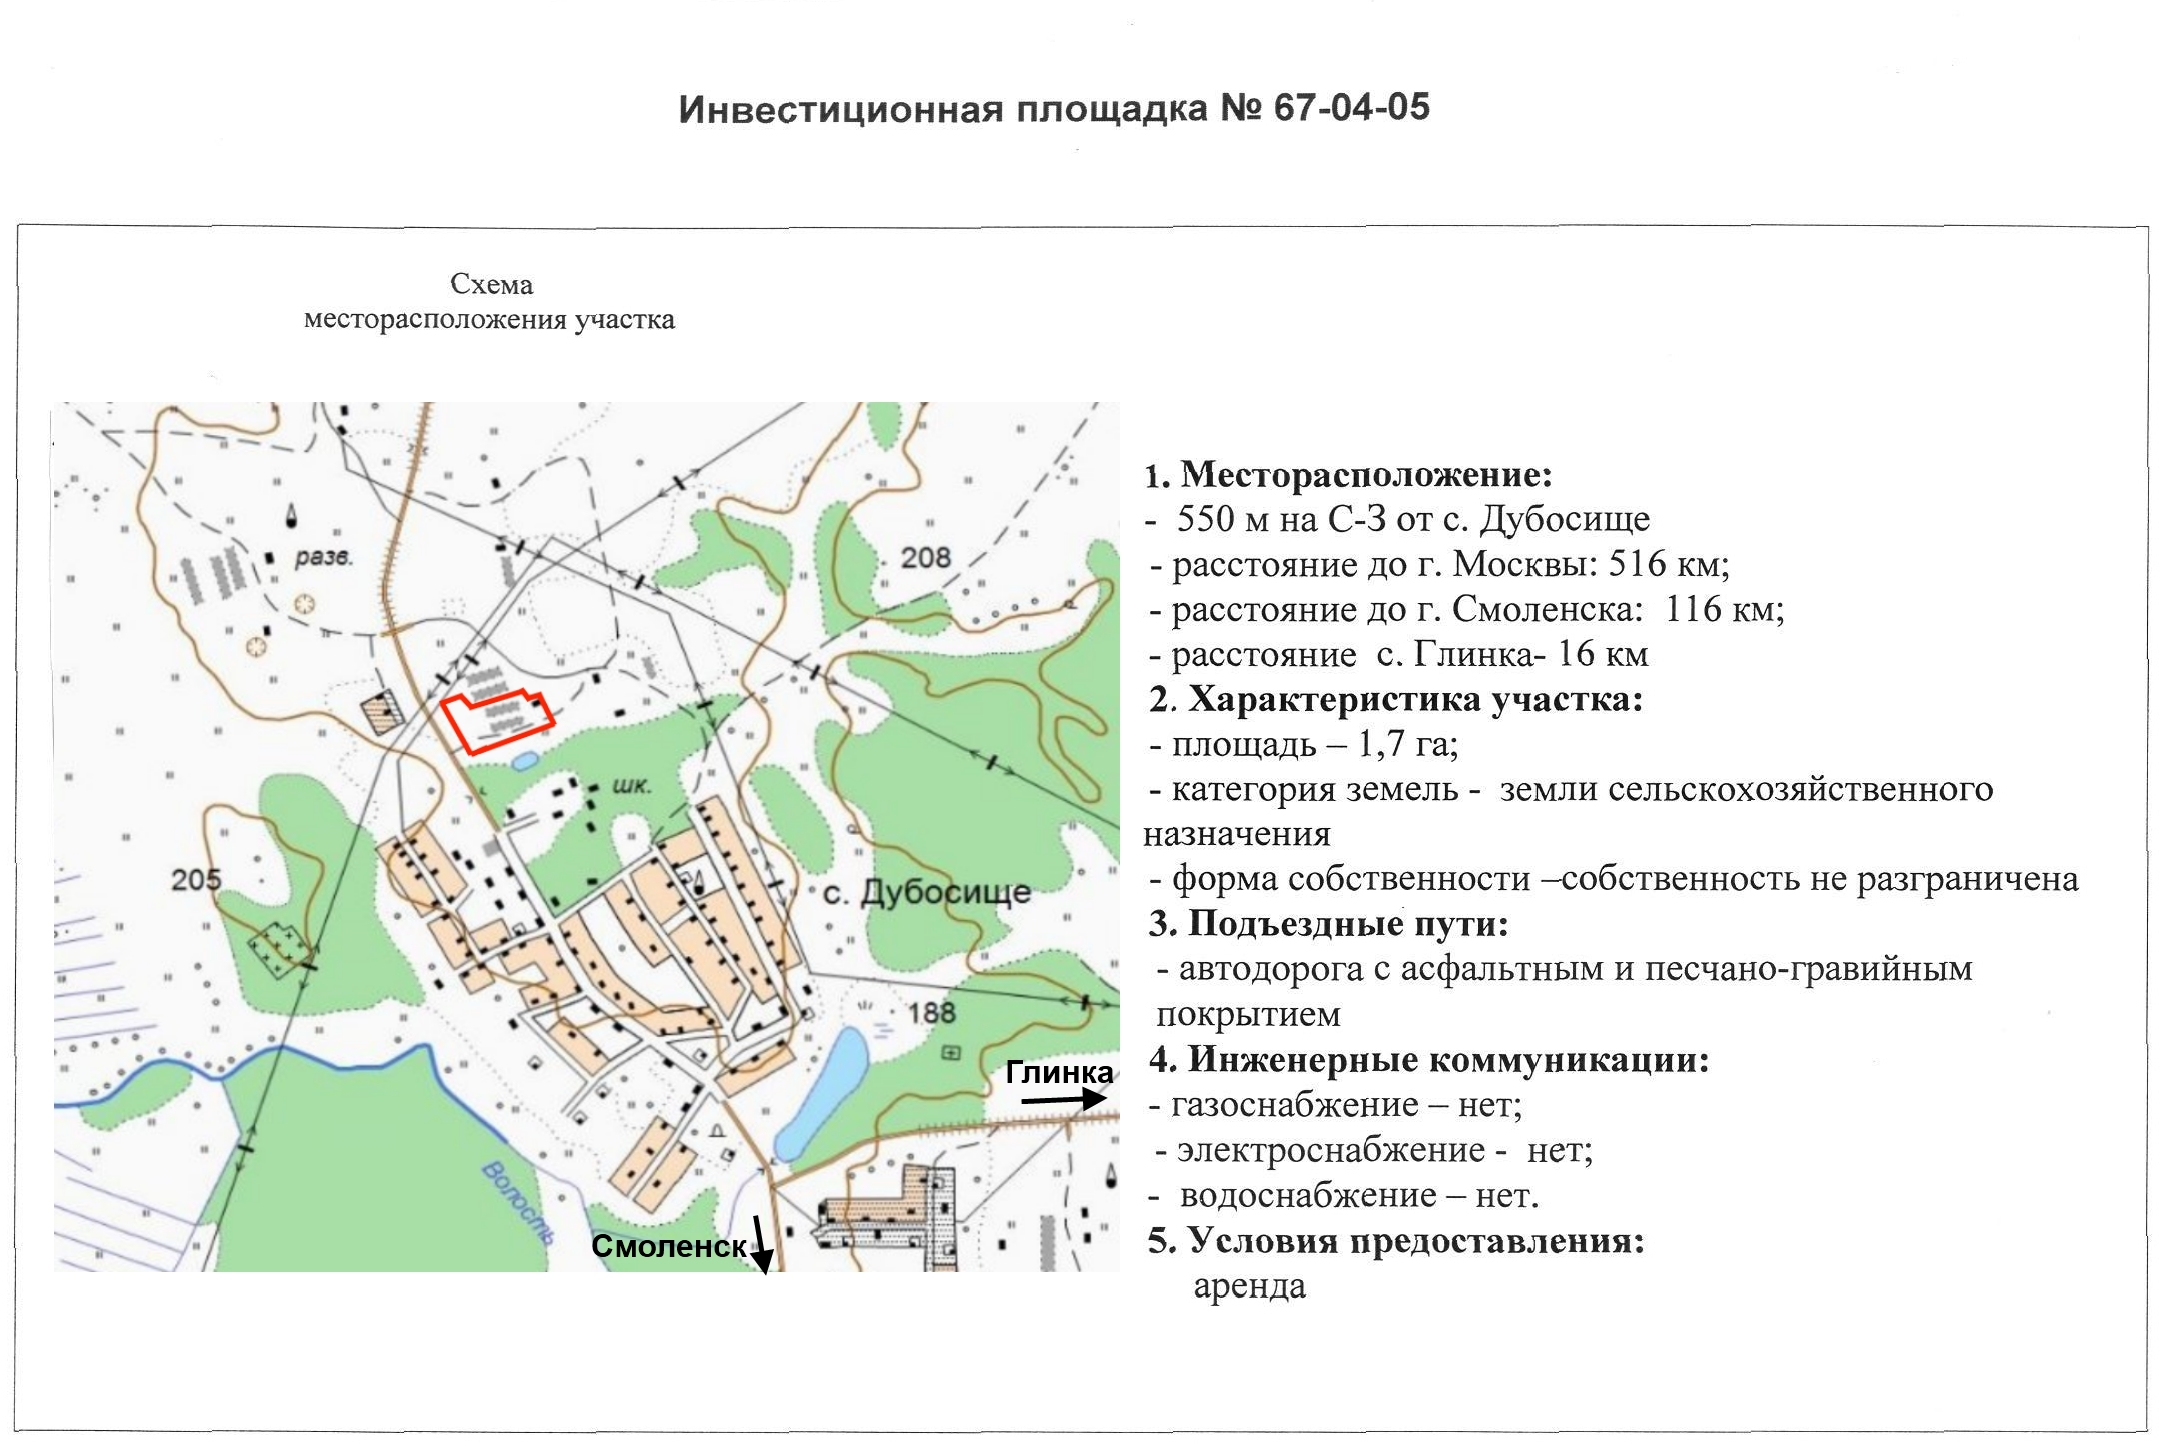 Инвестиционная площадка № 67-04-05
Схема
месторасположения участка
разв.
208
шк.
205
с. Дубосище
188
Глинка
Волость
Смоленск
1. Месторасположение:
- 550 м на С-З от с. Дубосище
- расстояние до г. Москвы: 516 км;
- расстояние до г. Смоленска: 116 км;
- расстояние с. Глинка- 16 км
2. Характеристика участка:
- площадь – 1,7 га;
- категория земель - земли сельскохозяйственного
назначения
- форма собственности –собственность не разграничена
3. Подъездные пути:
- автодорога с асфальтным и песчано-гравийным
покрытием
4. Инженерные коммуникации:
- газоснабжение – нет;
- электроснабжение - нет;
- водоснабжение – нет.
5. Условия предоставления:
аренда